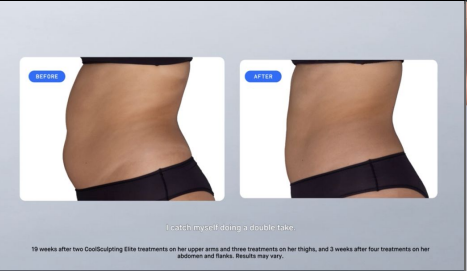 BEFORE
AFTER
I catch myself doing a double take.
19 weeks after two CoolSculpting Elite treatments on her upper arms and three treatments on her thighs, and 3 weeks after four treatments on her
abdomen and flanks. Results may vary.